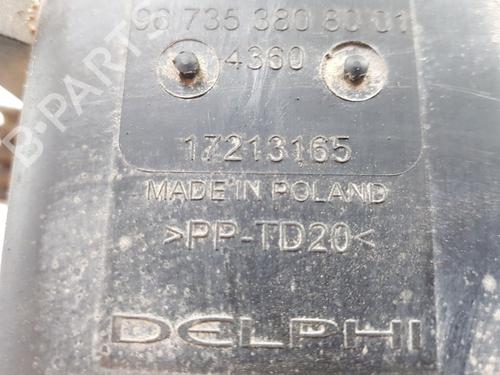 96 735 380 80 01
4360
17213165
MADE IN POLAND
>PP-TD20<
DELPHI
B-PARTS